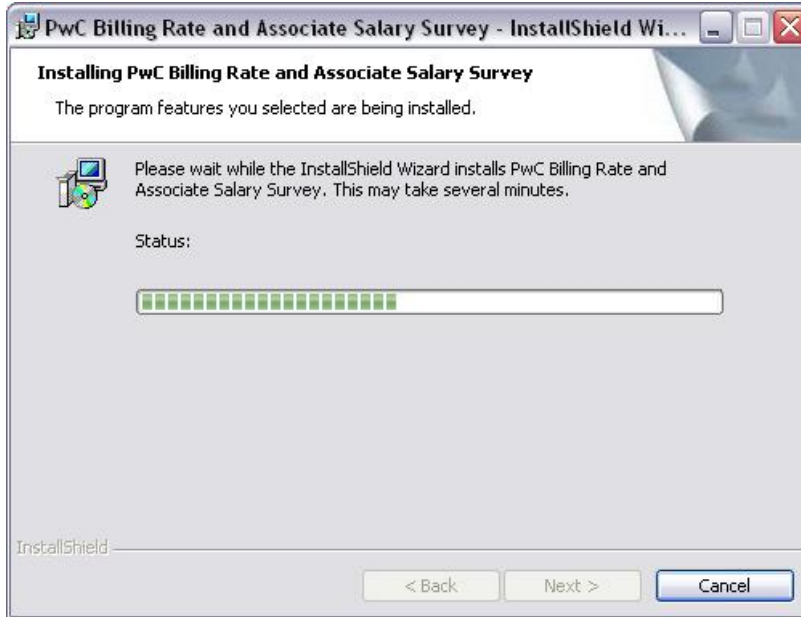 PwC Billing Rate and Associate Salary Survey - InstallShield Wi...
Installing PwC Billing Rate and Associate Salary Survey
The program features you selected are being installed.
Please wait while the InstallShield Wizard installs PwC Billing Rate and
Associate Salary Survey. This may take several minutes.
Status:
InstallShield
< Back
Next >
Cancel